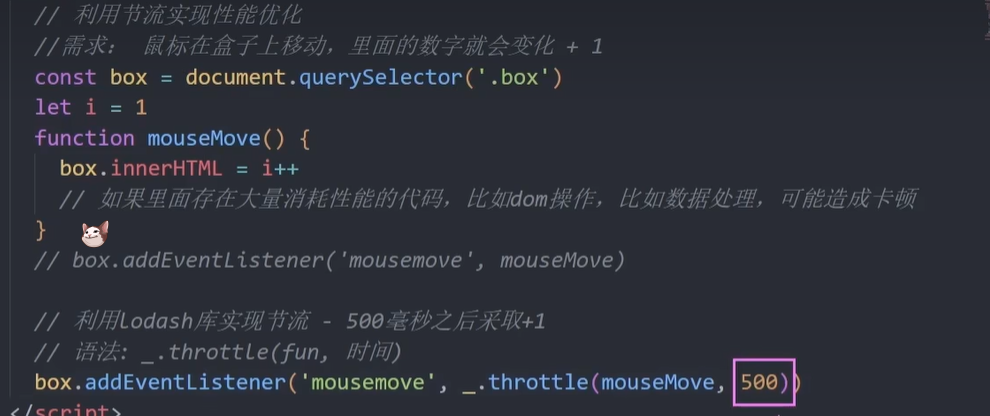 // 利用节流实现性能优化
//需求： 鼠标在盒子上移动，里面的数字就会变化 + 1
const box = document.querySelector('.box')
let i = 1
function mouseMove() {
box.innerHTML = i++
// 如果里面存在大量消耗性能的代码，比如dom操作，比如数据处理，可能造成卡顿
}
// box.addEventListener('mousemove', mouseMove)
// 利用Lodash库实现节流 - 500毫秒之后采取+1
// 语法: _.throttle(fun, 时间)
box.addEventListener('mousemove', _.throttle(mouseMove, 500))
</script>